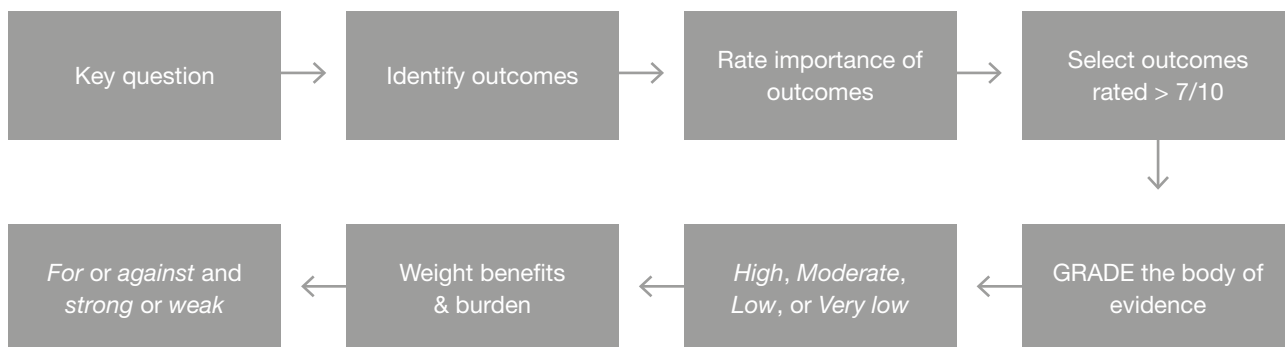 Key question
Identify outcomes
Rate importance of
outcomes
Select outcomes
rated > 7/10
GRADE the body of
evidence
High, Moderate,
Low, or Very low
Weight benefits
& burden
For or against and
strong or weak